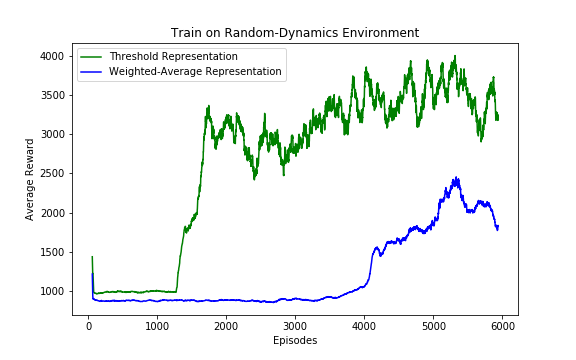 Train on Random-Dynamics Environment
Threshold Representation
Weighted-Average Representation
Average Reward
4000
3500
3000
2500
2000
1500
1000
0 1000 2000 3000 4000 5000 6000
Episodes